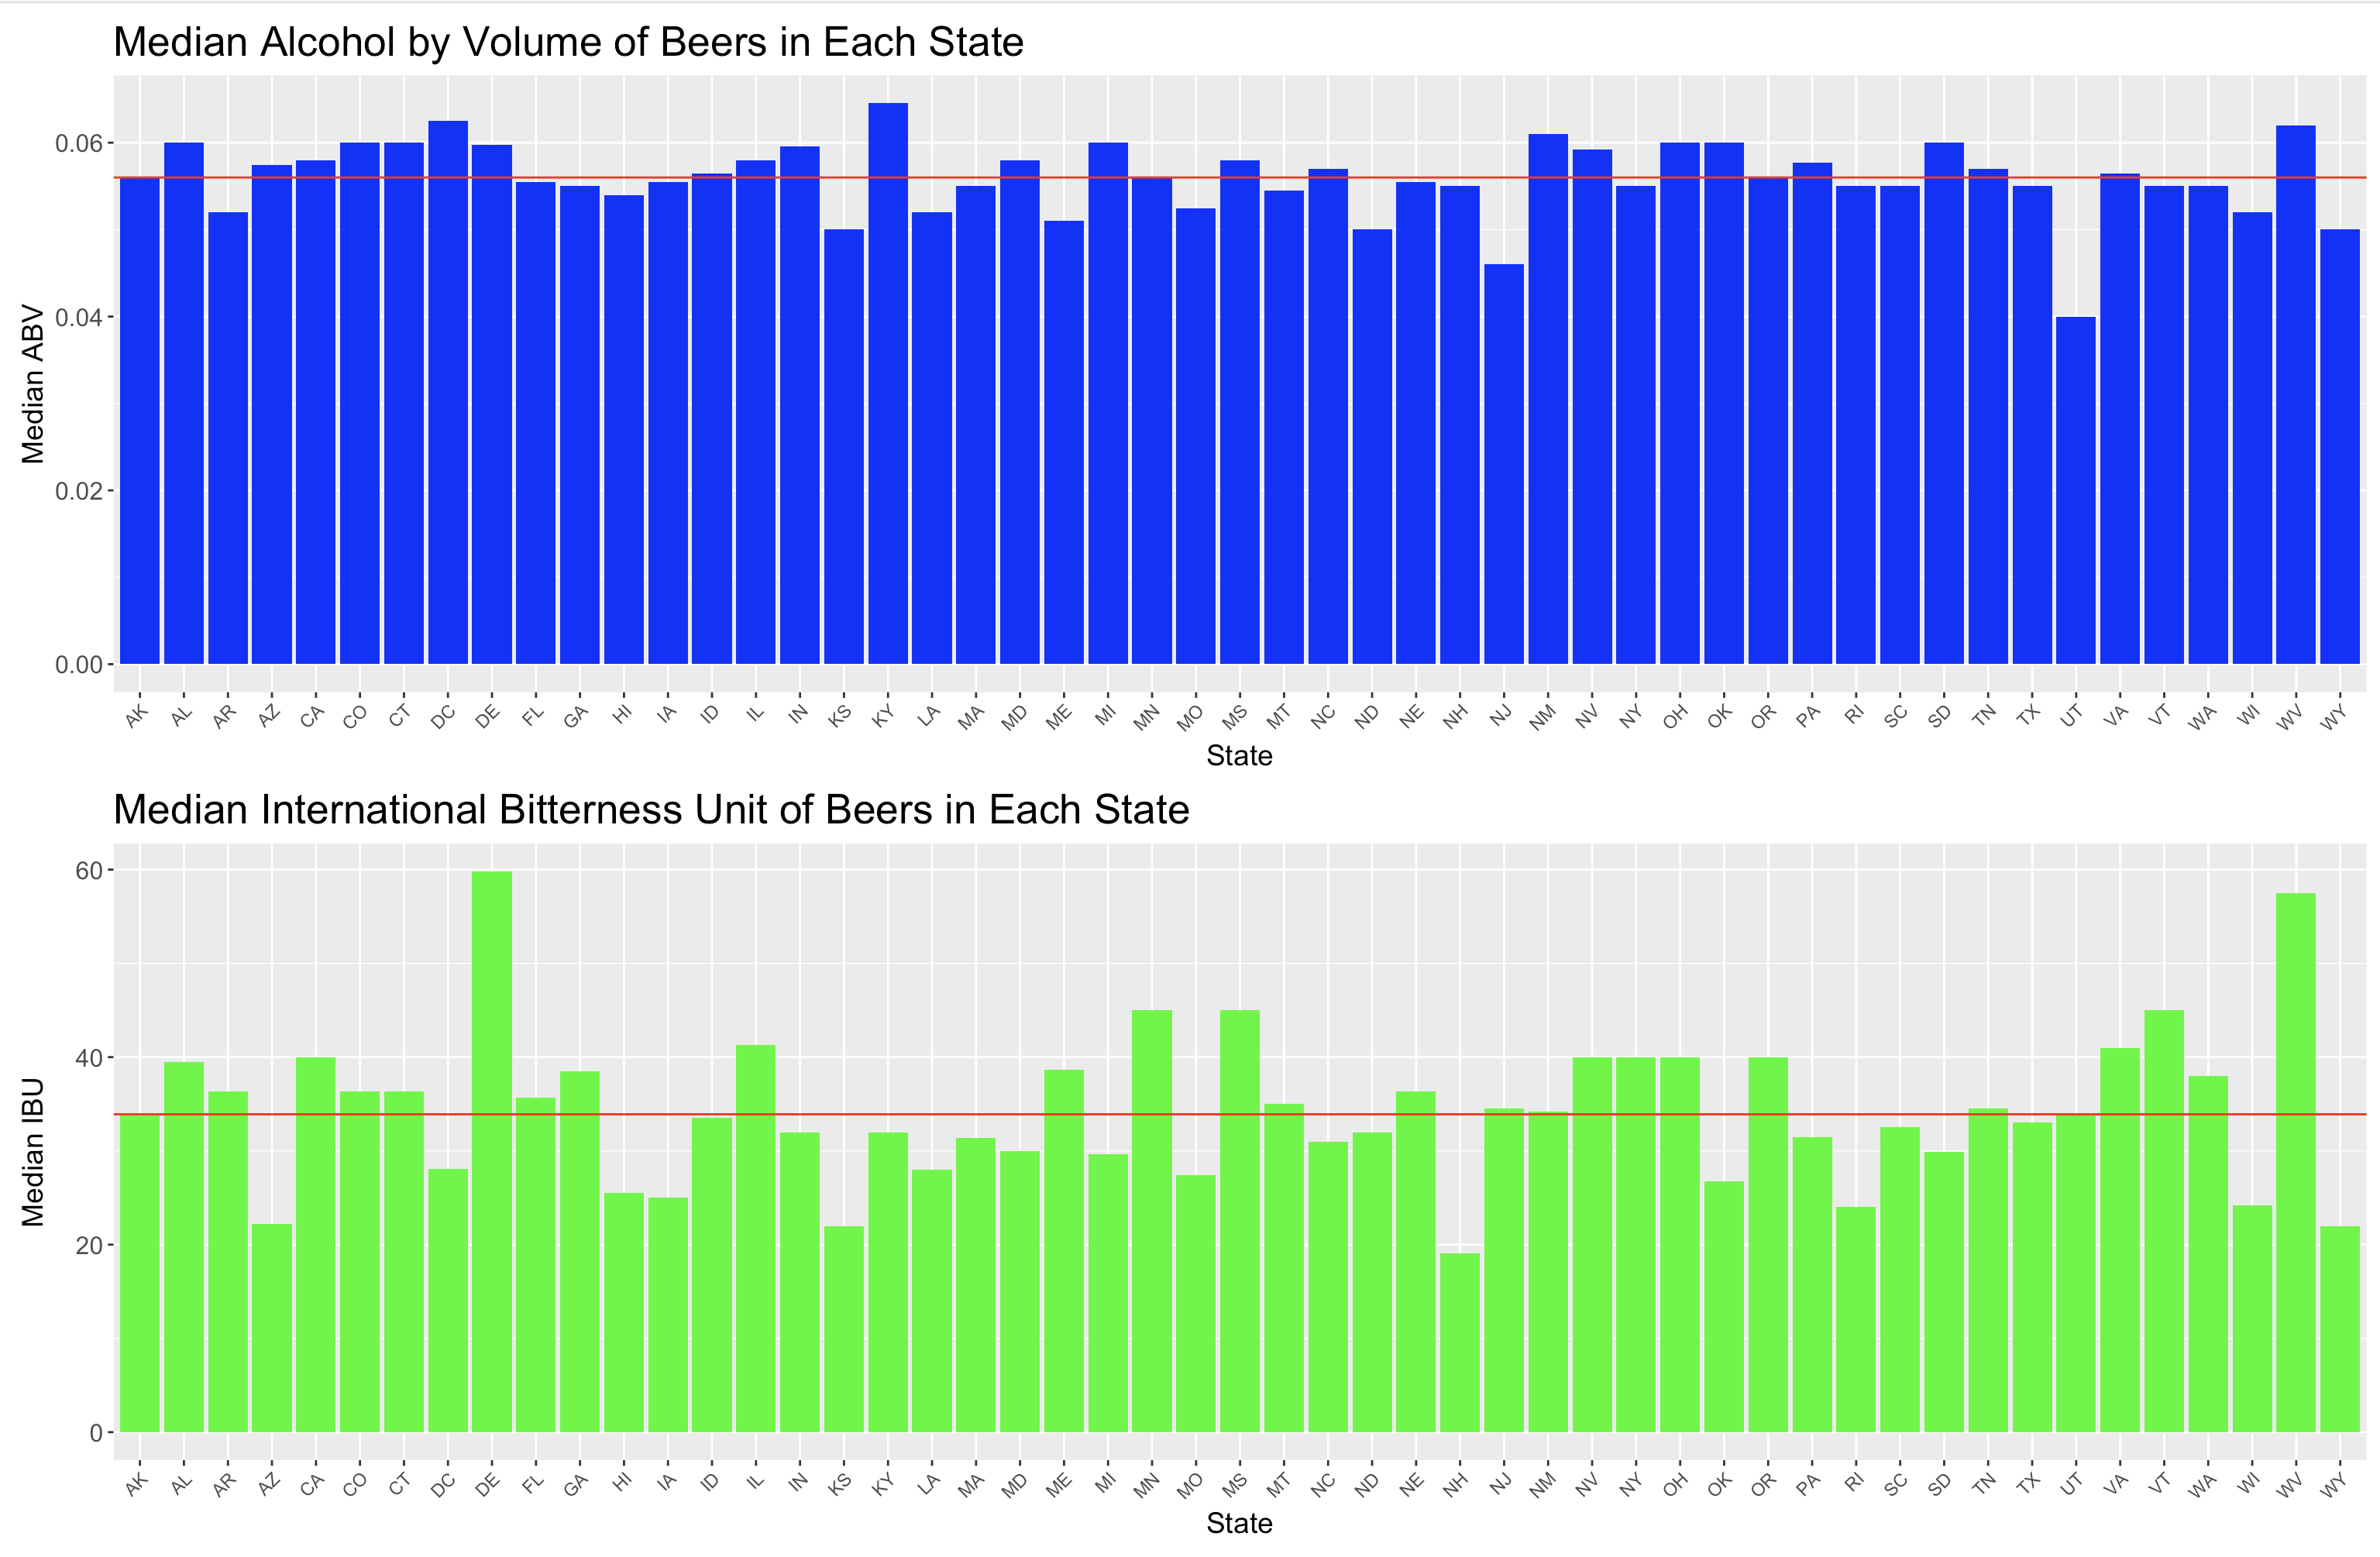 Median Alcohol by Volume of Beers in Each State
0.06
0.04
0.02
0.00
Median ABV
AK AL AR AZ CA CO CT DC DE FL GA HI IA ID IL IN KS KY LA MA MD ME MI MN MO MS MT NC ND NE NH NJ NM NV NY OH OK OR PA RI SC SD TN TX UT VA VT WA WI WV WY
State
Median International Bitterness Unit of Beers in Each State
60
40
20
0
Median IBU
AK AL AR AZ CA CO CT DC DE FL GA HI IA ID IL IN KS KY LA MA MD ME MI MN MO MS MT NC ND NE NH NJ NM NV NY OH OK OR PA RI SC SD TN TX UT VA VT WA WI WV WY
State